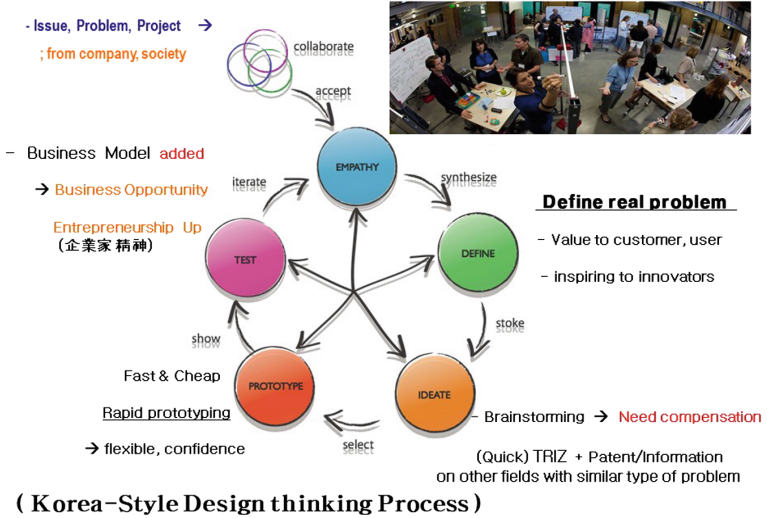 - Issue, Problem, Project →
; from company, society
collaborate
accept
- Business Model added
→ Business Opportunity
Entrepreneurship Up
(企業家 精神)
iterate
EMPATHY
synthesize
Define real problem
- Value to customer, user
- inspiring to innovators
TEST
DEFINE
stoke
show
Fast & Cheap
Rapid prototyping
→ flexible, confidence
PROTOTYPE
IDEATE
select
- Brainstorming → Need compensation
(Quick) TRIZ + Patent/Information
on other fields with similar type of problem
( Korea-Style Design thinking Process )